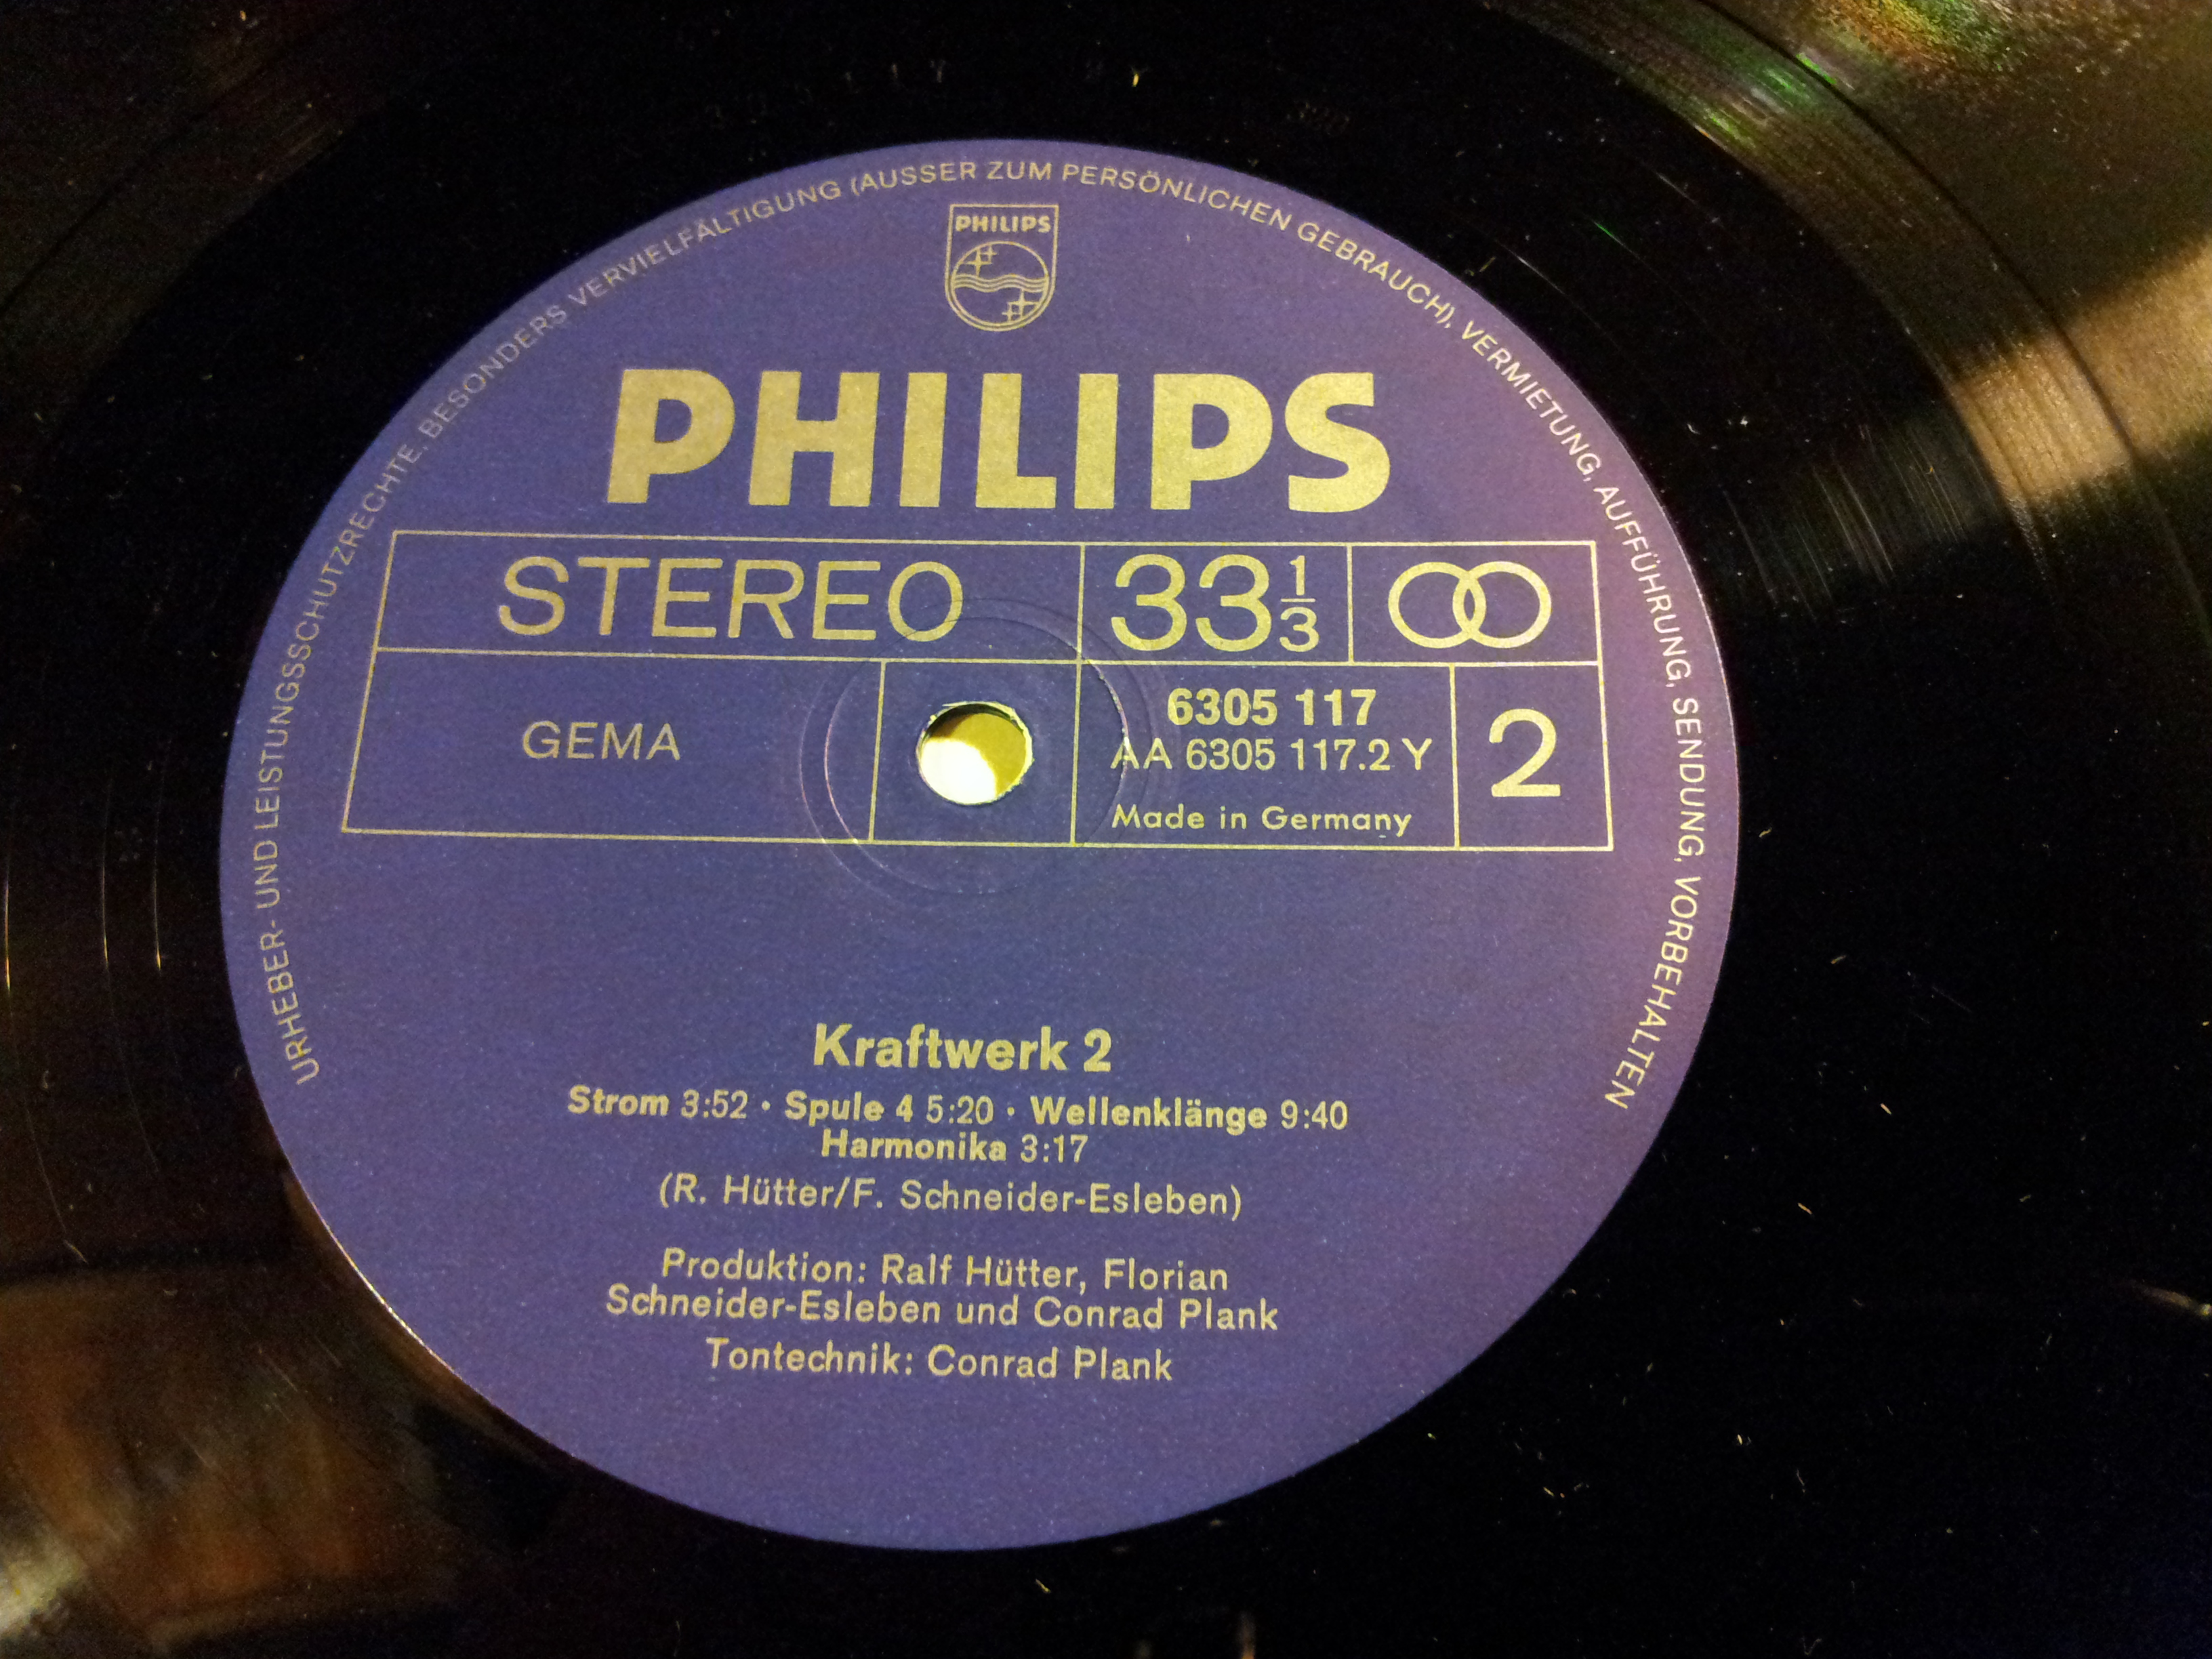 URHEBER- UND LEISTUNGSSCHUTZRECHTE, BESONDERS VERVIELFÄLTIGUNG (AUSSER ZUM PERSÖNLICHEN GEBRAUCH), VERMIETUNG, AUFFÜHRUNG, SENDUNG, VORBEHALTEN
PHILIPS
PHILIPS
STEREO 33 1/3
GEMA
6305 117
AA 6305 117.2 Y
Made in Germany
2
Kraftwerk 2
Strom 3:52 • Spule 4 5:20 • Wellenklänge 9:40
Harmonika 3:17
(R. Hütter/F. Schneider-Esleben)
Produktion: Ralf Hütter, Florian
Schneider-Esleben und Conrad Plank
Tontechnik: Conrad Plank